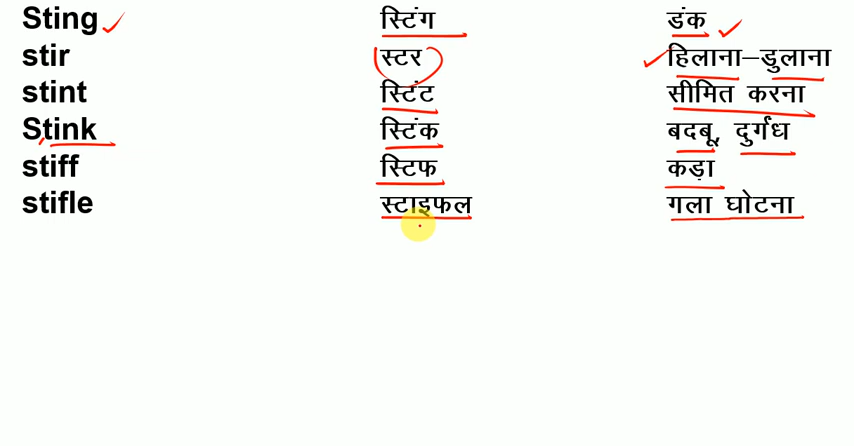 Sting स्टिंग डंक
stir स्टर हिलाना–डुलाना
stint स्टिंट सीमित करना
Stink स्टिंक बदबू, दुर्गंध
stiff स्टिफ कड़ा
stifle स्टाइफल गला घोटना